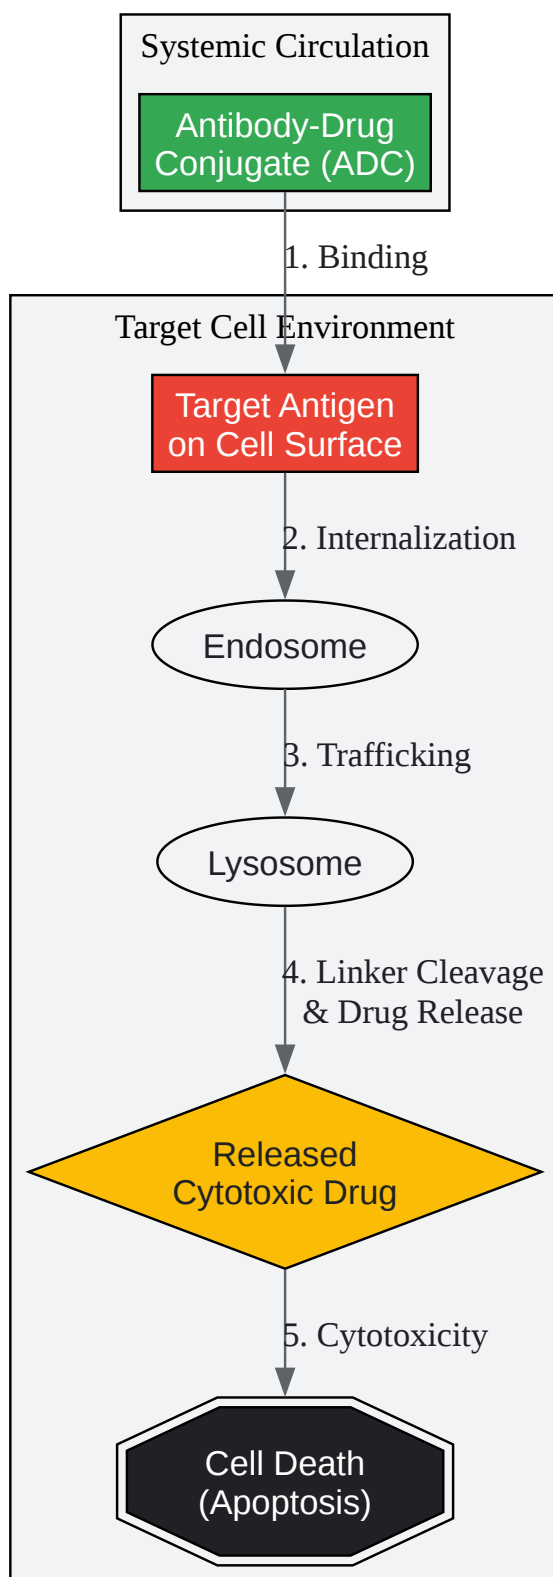 Systemic Circulation
Antibody-Drug
Conjugate (ADC)
1. Binding
Target Cell Environment
Target Antigen
on Cell Surface
2. Internalization
Endosome
3. Trafficking
Lysosome
4. Linker Cleavage
& Drug Release
Released
Cytotoxic Drug
5. Cytotoxicity
Cell Death
(Apoptosis)